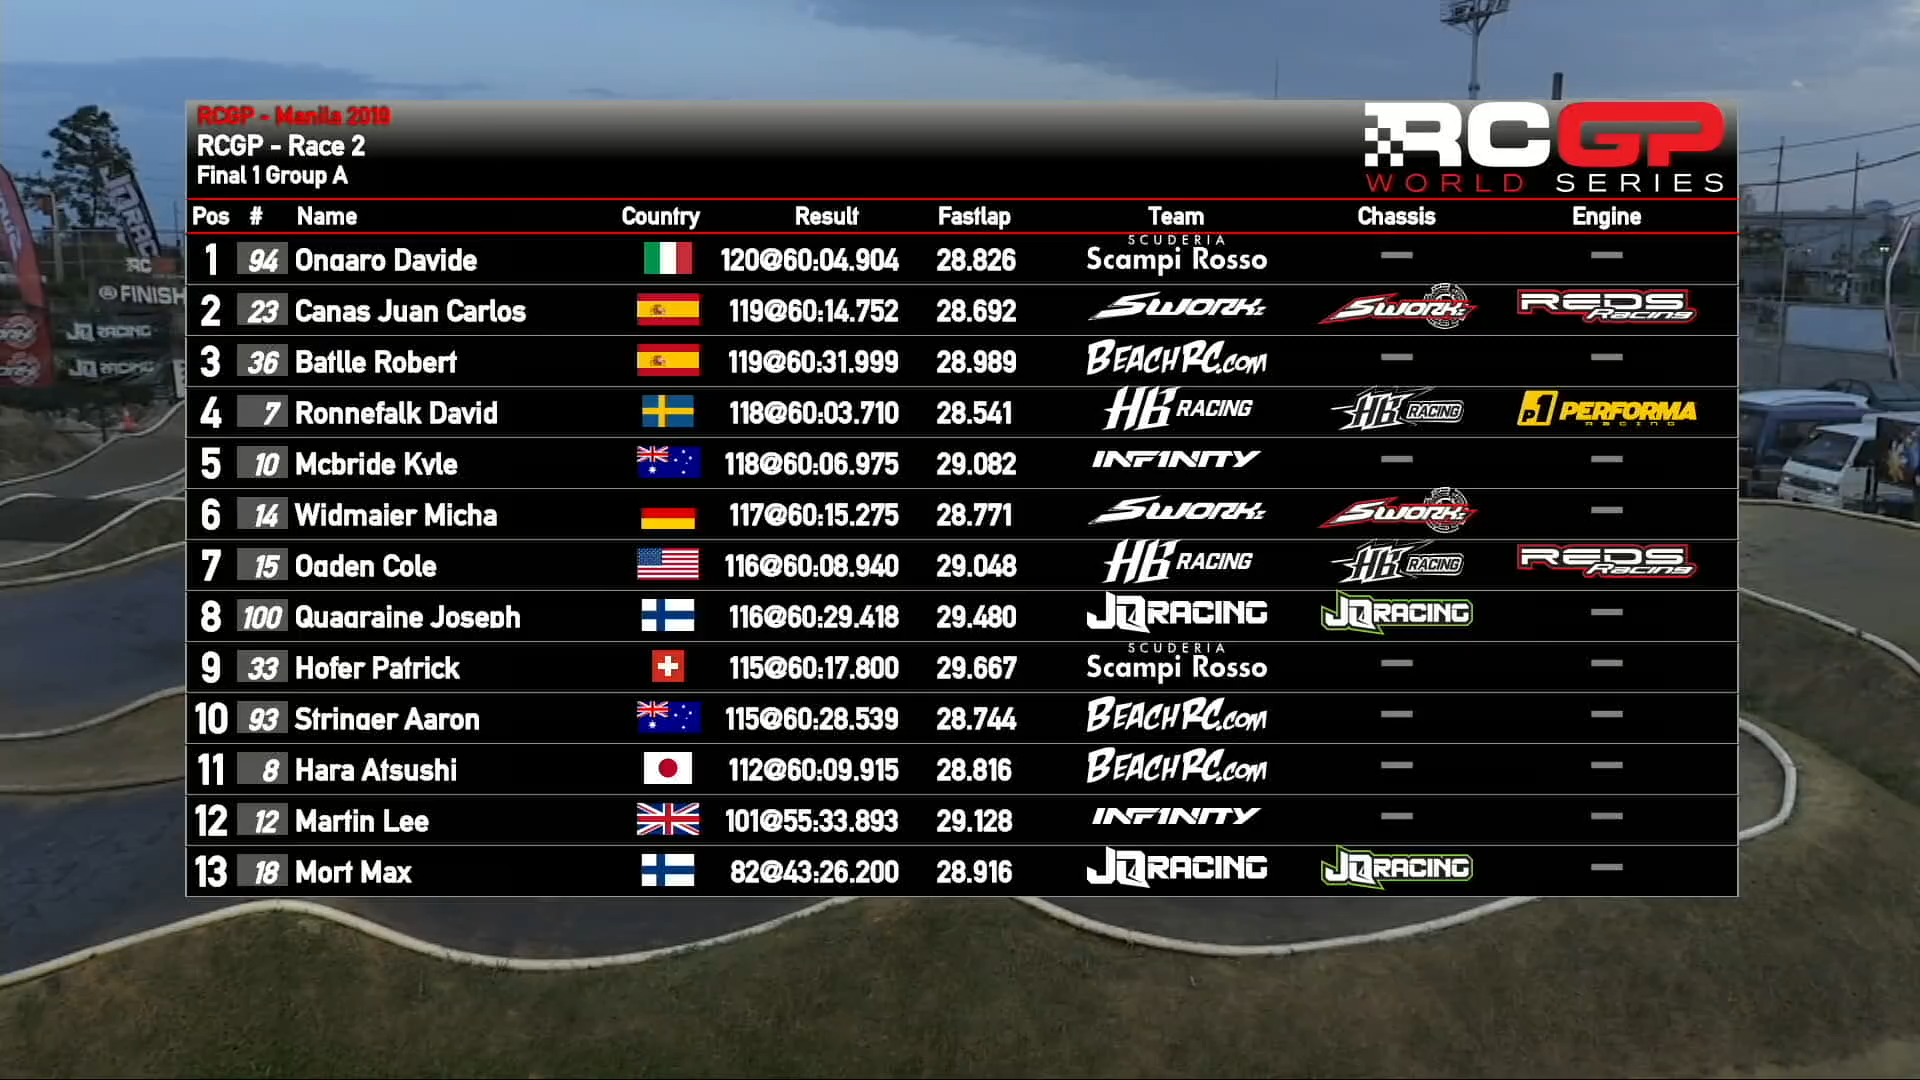 RCGP - Manila 2019
RCGP - Race 2
Final 1 Group A
RCGP
WORLD SERIES
Pos # Name Country Result Fastlap Team Chassis Engine
1 94 Ongaro Davide 120@60:04.904 28.826 SCUDERIA Scampi Rosso — —
2 23 Canas Juan Carlos 119@60:14.752 28.692 SWORKz SWORKz REDS Racing
3 36 Batlle Robert 119@60:31.999 28.989 BEACHRC.COM — —
4 7 Ronnefalk David 118@60:03.710 28.541 HB RACING HB RACING P1 PERFORMA RACING
5 10 Mcbride Kyle 118@60:06.975 29.082 INFINITY — —
6 14 Widmaier Micha 117@60:15.275 28.771 SWORKz SWORKz —
7 15 Ogden Cole 116@60:08.940 29.048 HB RACING HB RACING REDS Racing
8 100 Quagraine Joseph 116@60:29.418 29.480 JQRACING JQRACING —
9 33 Hofer Patrick 115@60:17.800 29.667 SCUDERIA Scampi Rosso — —
10 93 Stringer Aaron 115@60:28.539 28.744 BEACHRC.COM — —
11 8 Hara Atsushi 112@60:09.915 28.816 BEACHRC.COM — —
12 12 Martin Lee 101@55:33.893 29.128 INFINITY — —
13 18 Mort Max 82@43:26.200 28.916 JQRACING JQRACING —
JQRAC
RC
FINISH
JQ RACING
JQ RACING